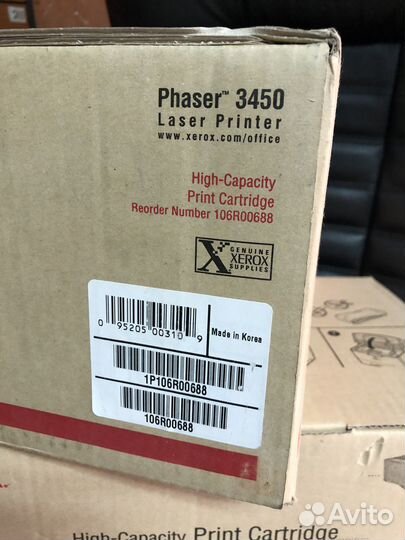 Phaser™ 3450
Laser Printer
www.xerox.com/office
High-Capacity
Print Cartridge
Reorder Number 106R00688
X GENUINE
XEROX
SUPPLIES
0 95205 00310 9
Made in Korea
1P106R00688
106R00688
High-Capacity Print Cartridge
Avito